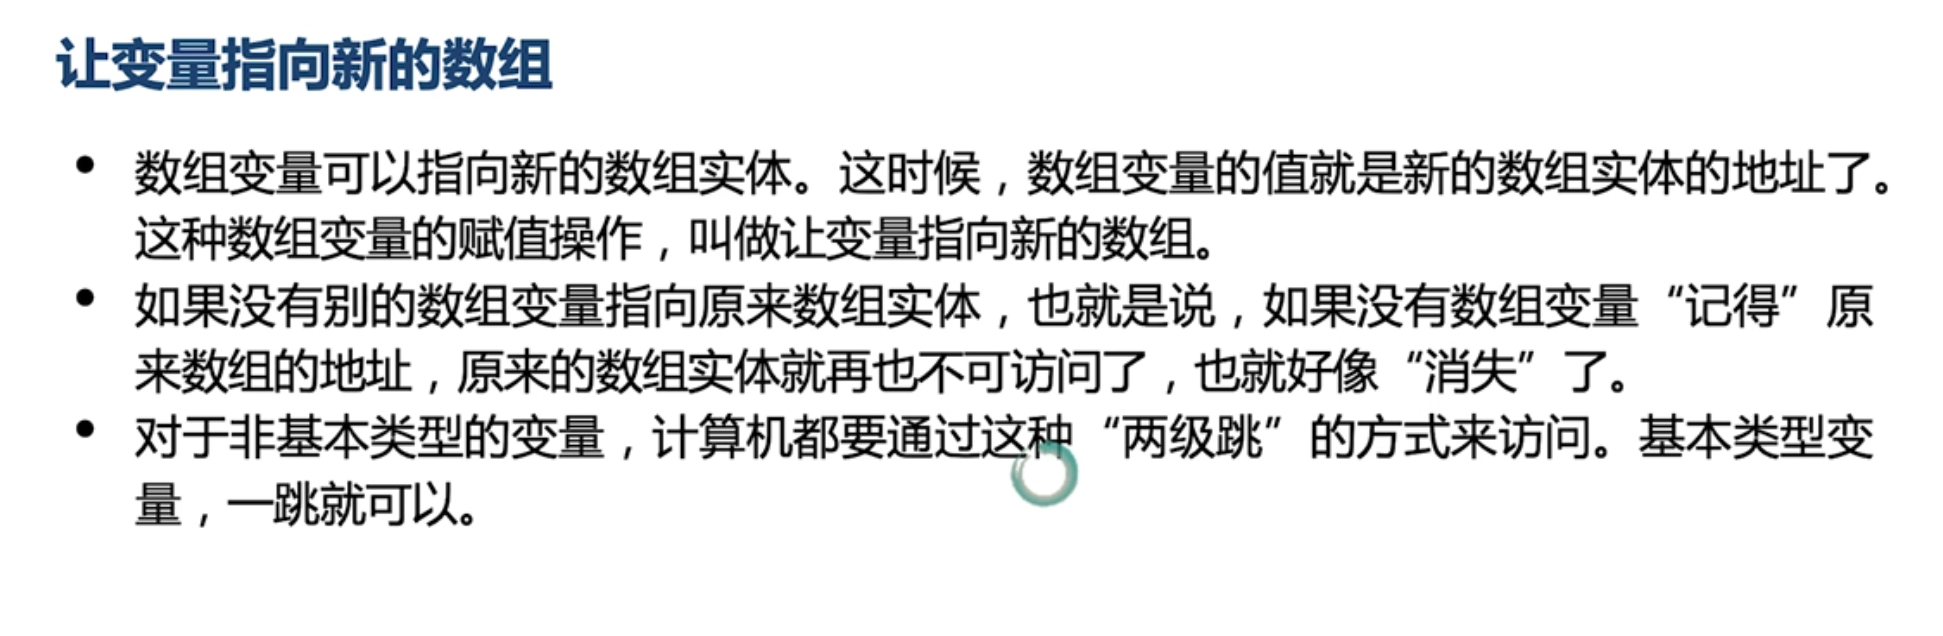 让变量指向新的数组
• 数组变量可以指向新的数组实体。这时候，数组变量的值就是新的数组实体的地址了。
这种数组变量的赋值操作，叫做让变量指向新的数组。
• 如果没有别的数组变量指向原来数组实体，也就是说，如果没有数组变量“记得”原
来数组的地址，原来的数组实体就再也不可访问了，也就好像“消失”了。
• 对于非基本类型的变量，计算机都要通过这种“两级跳”的方式来访问。基本类型变
量，一跳就可以。